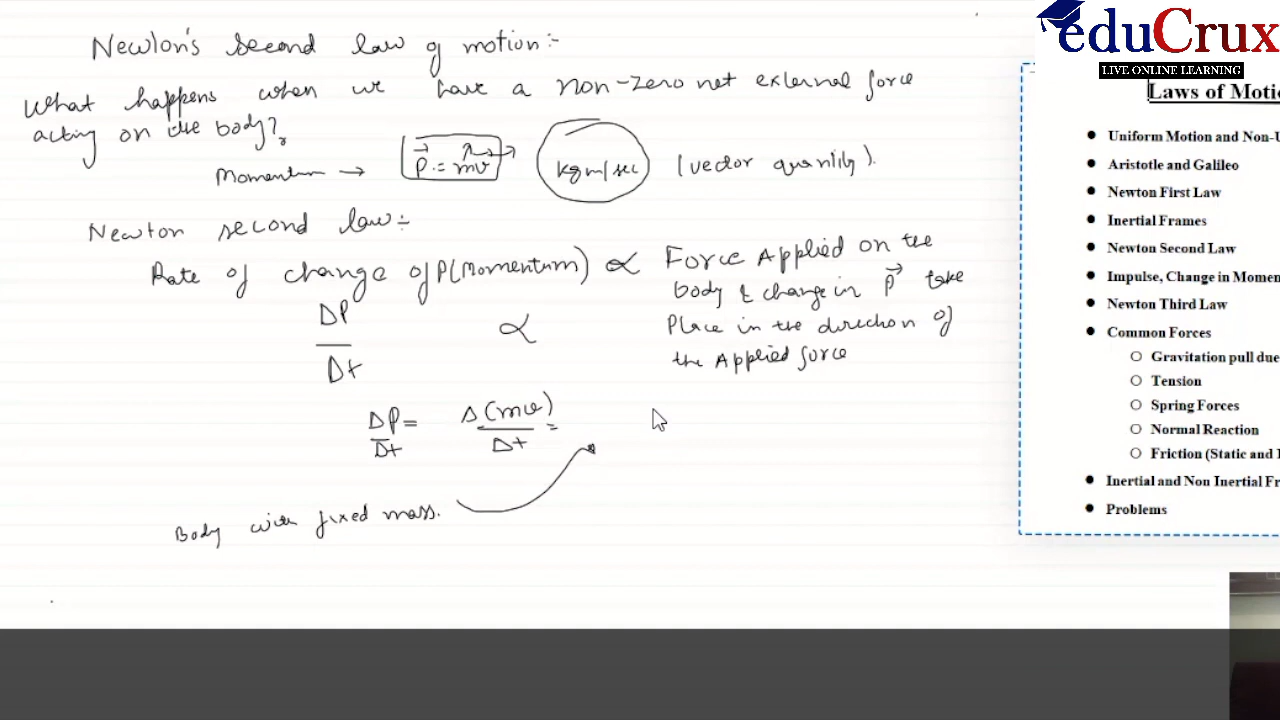 Newton's second law of motion:-
What happens when we have a non-zero net external force
acting on the body?
Momentum → P⃗ = mv⃗ kgm/sec (vector quantity).
Newton second law:-
Rate of change of P(Momentum) ∝ Force Applied on the
body & change in P⃗ take
Place in the direction of
the Applied force
ΔP/Δt ∝
ΔP/Δt = Δ(mv)/Δt =
Body with fixed mass.
eduCrux
LIVE ONLINE LEARNING
Laws of Motio
● Uniform Motion and Non-U
● Aristotle and Galileo
● Newton First Law
● Inertial Frames
● Newton Second Law
● Impulse, Change in Momen
● Newton Third Law
● Common Forces
○ Gravitation pull due
○ Tension
○ Spring Forces
○ Normal Reaction
○ Friction (Static and
● Inertial and Non Inertial Fr
● Problems